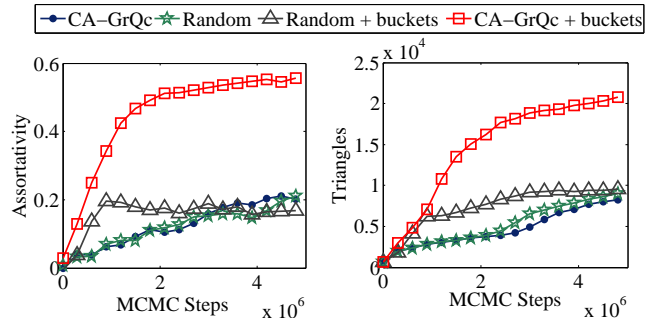 CA−GrQc Random Random + buckets CA−GrQc + buckets
0.6
0.4
0.2
0
Assortativity
0 2 4
MCMC Steps
x 10^6
x 10^4
2.5
2
1.5
1
0.5
0
Triangles
0 2 4
MCMC Steps
x 10^6